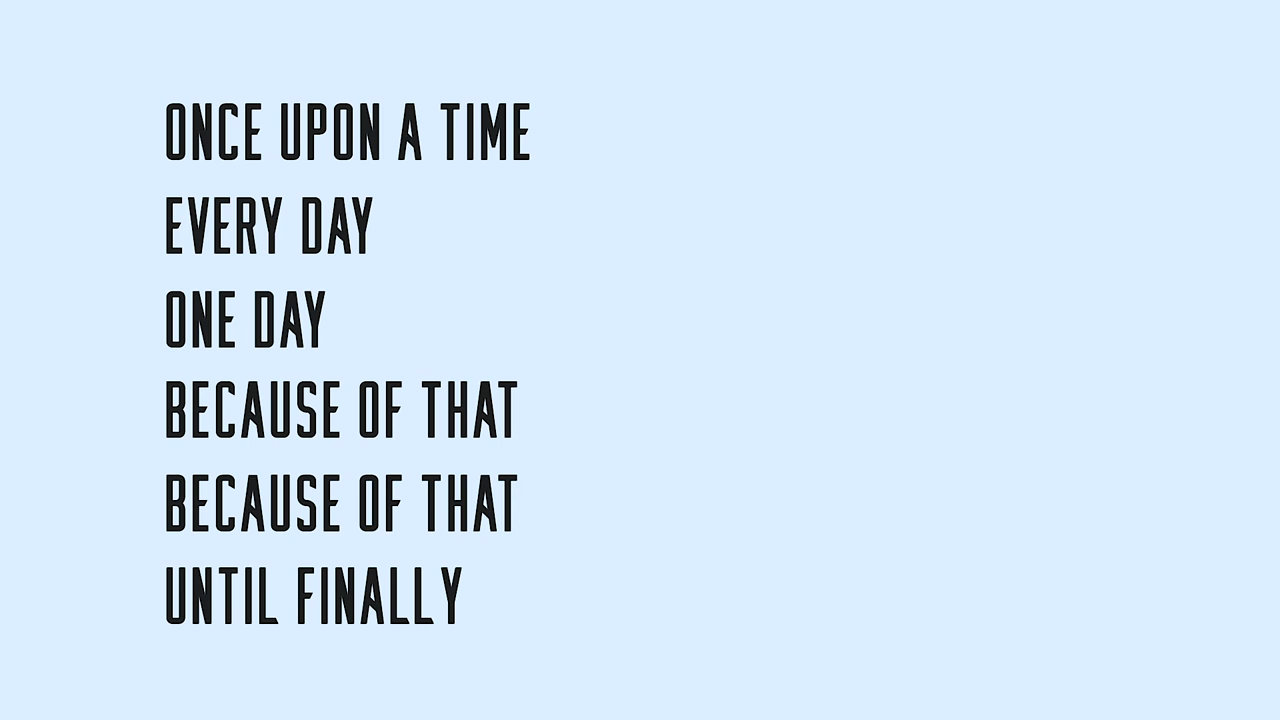 ONCE UPON A TIME
EVERY DAY
ONE DAY
BECAUSE OF THAT
BECAUSE OF THAT
UNTIL FINALLY